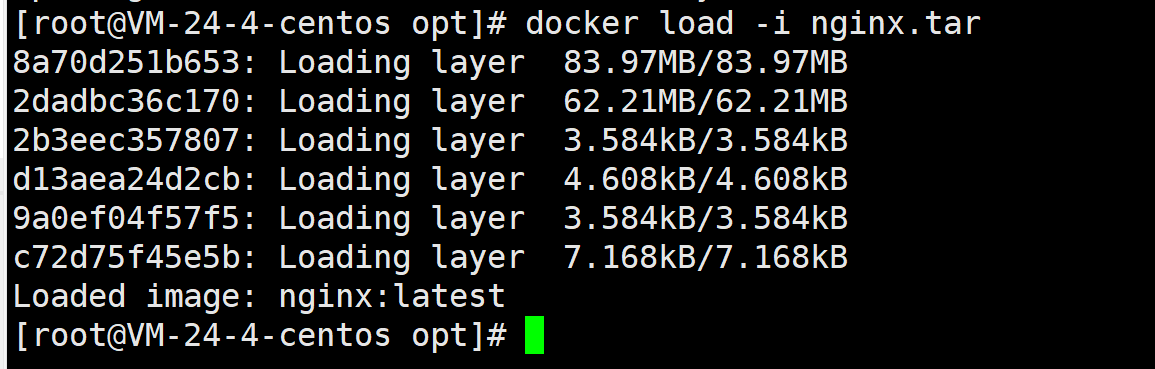 [root@VM-24-4-centos opt]# docker load -i nginx.tar
8a70d251b653: Loading layer  83.97MB/83.97MB
2dadbc36c170: Loading layer  62.21MB/62.21MB
2b3eec357807: Loading layer  3.584kB/3.584kB
d13aea24d2cb: Loading layer  4.608kB/4.608kB
9a0ef04f57f5: Loading layer  3.584kB/3.584kB
c72d75f45e5b: Loading layer  7.168kB/7.168kB
Loaded image: nginx:latest
[root@VM-24-4-centos opt]#